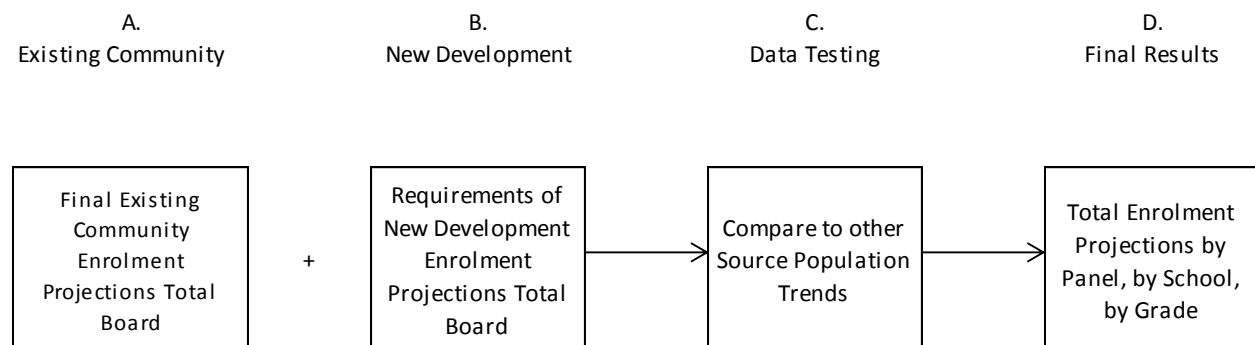 A.
Existing Community
B.
New Development
C.
Data Testing
D.
Final Results
Final Existing
Community
Enrolment
Projections Total
Board
+
Requirements of
New Development
Enrolment
Projections Total
Board
Compare to other
Source Population
Trends
Total Enrolment
Projections by
Panel, by School,
by Grade